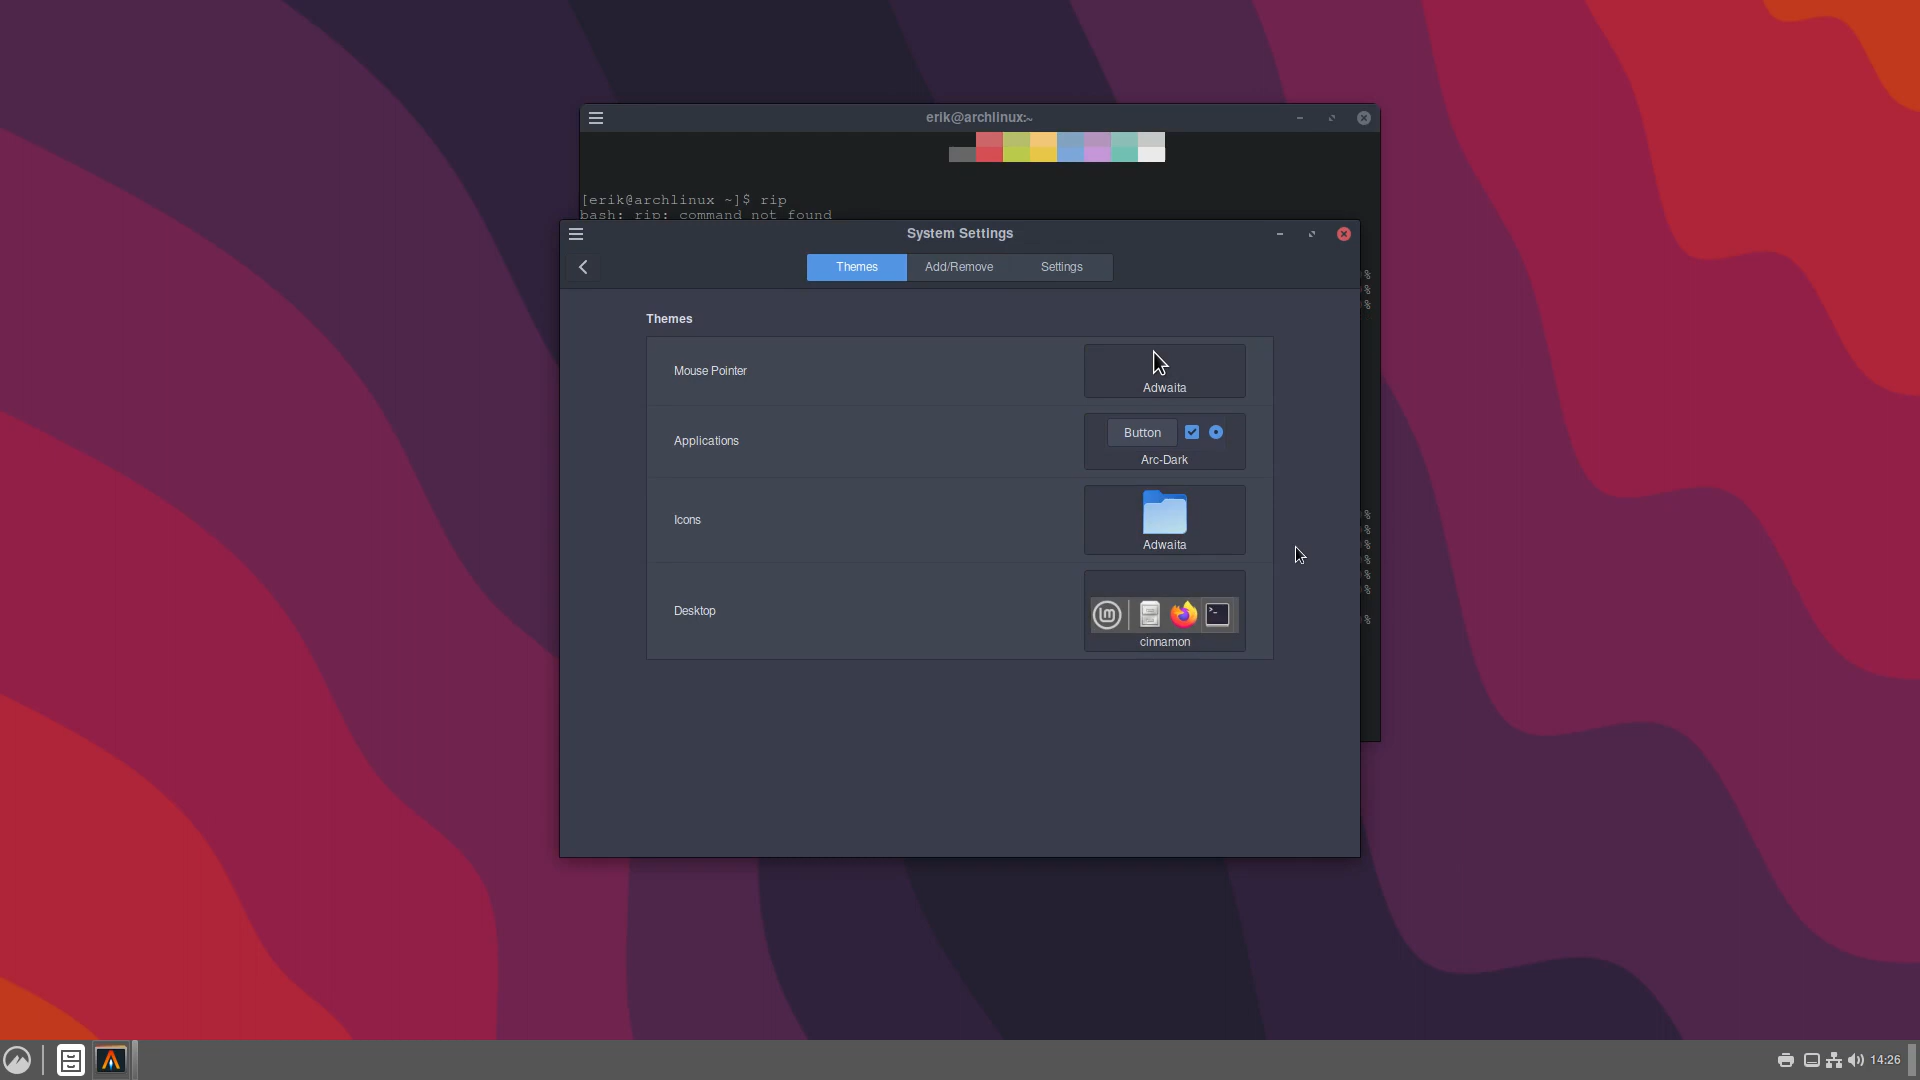 erik@archlinux:~
[erik@archlinux ~]$ rip
bash: rip: command not found
System Settings
Themes
Add/Remove
Settings
Themes
Mouse Pointer
Adwaita
Applications
Button
Arc-Dark
Icons
Adwaita
Desktop
lm
>_
cinnamon
%
%
%
%
%
%
%
%
%
%
14:26